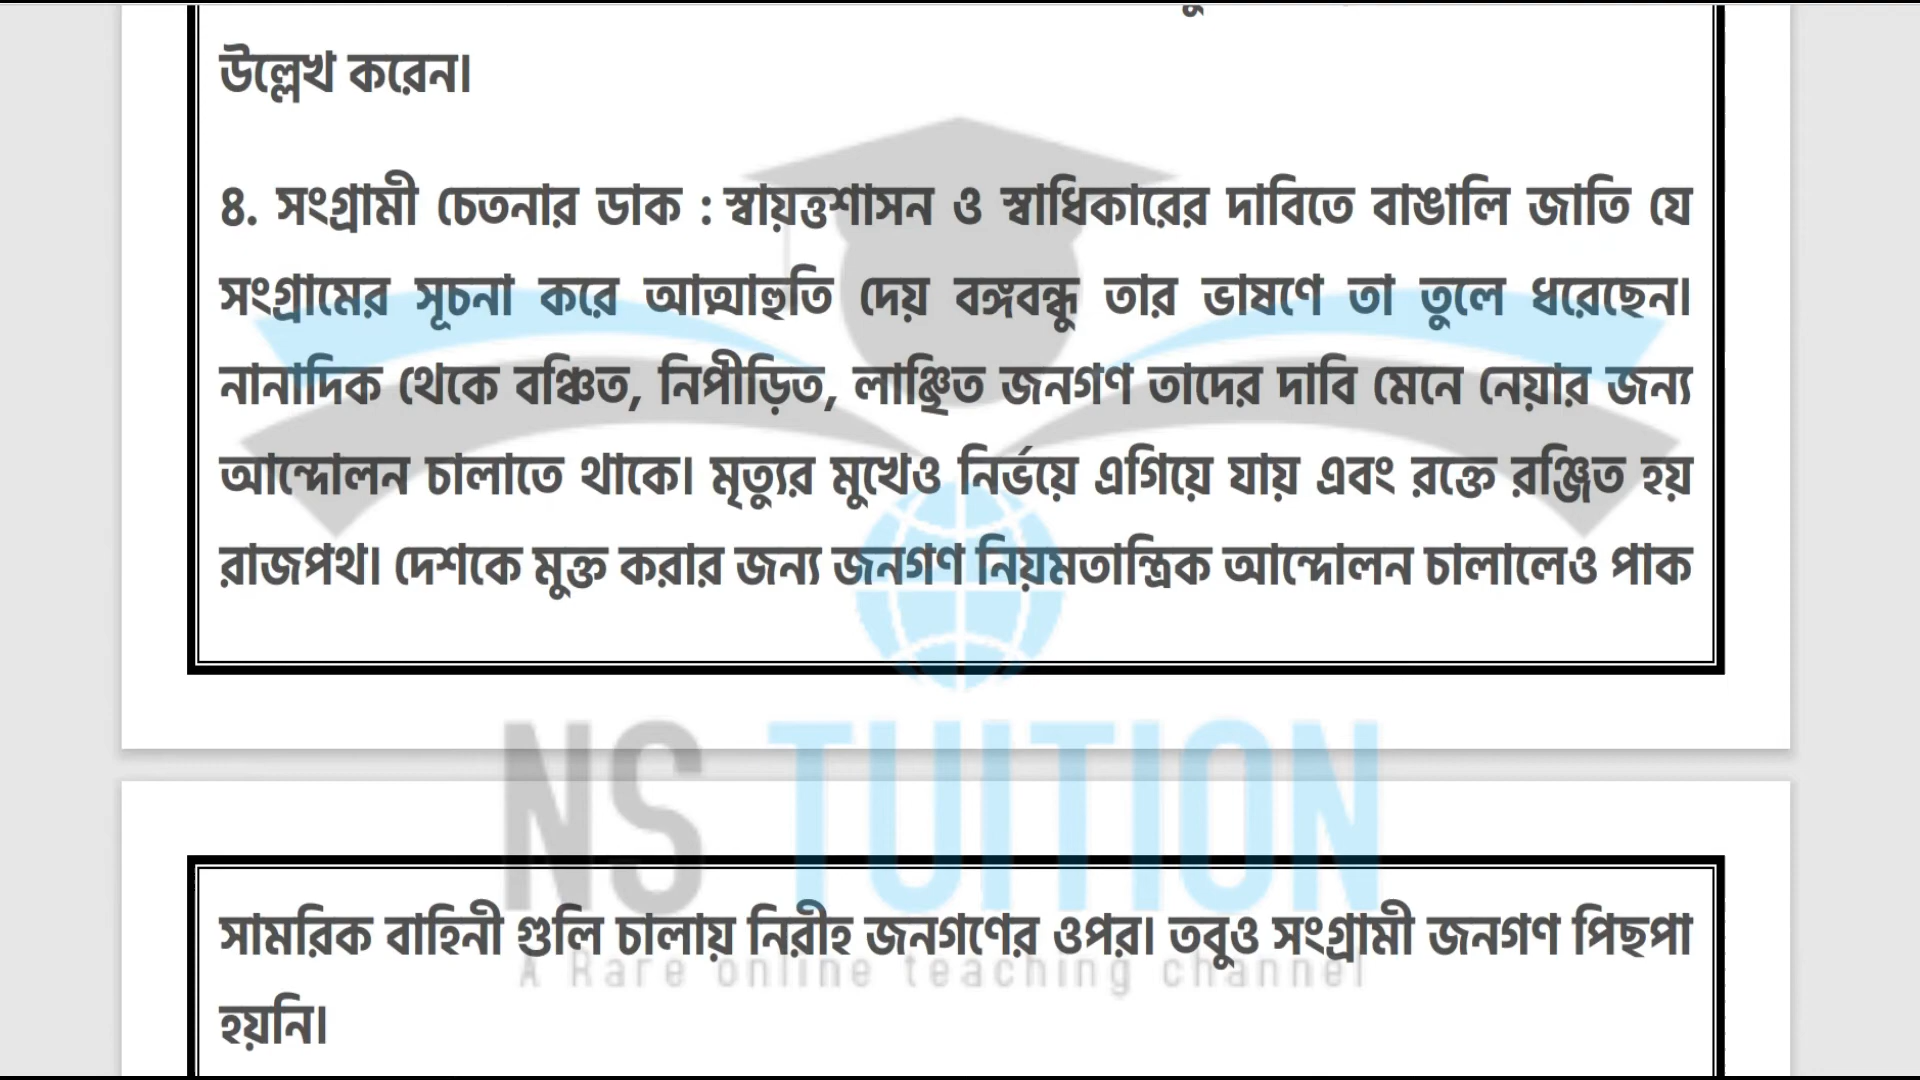 উল্লেখ করেন।
৪. সংগ্রামী চেতনার ডাক : স্বায়ত্তশাসন ও স্বাধিকারের দাবিতে বাঙালি জাতি যে
সংগ্রামের সূচনা করে আত্মাহুতি দেয় বঙ্গবন্ধু তার ভাষণে তা তুলে ধরেছেন।
নানাদিক থেকে বঞ্চিত, নিপীড়িত, লাঞ্ছিত জনগণ তাদের দাবি মেনে নেয়ার জন্য
আন্দোলন চালাতে থাকে। মৃত্যুর মুখেও নির্ভয়ে এগিয়ে যায় এবং রক্তে রঞ্জিত হয়
রাজপথ। দেশকে মুক্ত করার জন্য জনগণ নিয়মতান্ত্রিক আন্দোলন চালালেও পাক
NS TUITION
সামরিক বাহিনী গুলি চালায় নিরীহ জনগণের ওপর। তবুও সংগ্রামী জনগণ পিছপা
A Rare online teaching channel
হয়নি।